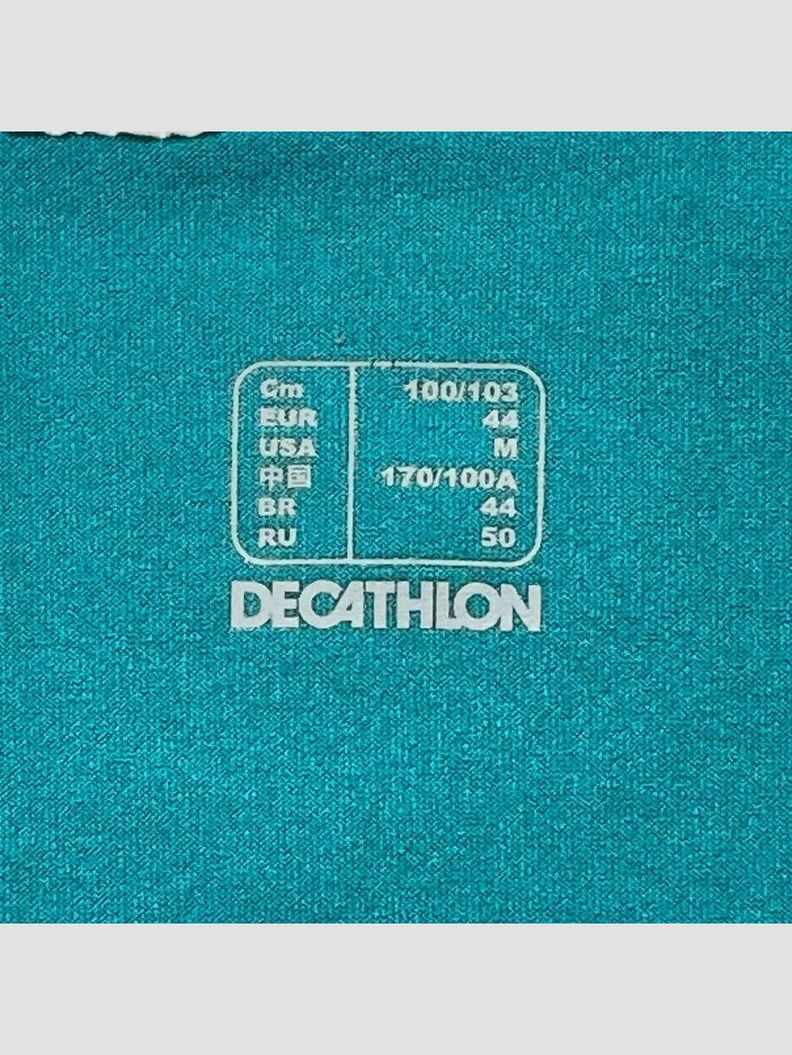 Cm 100/103
EUR 44
USA M
中国 170/100A
BR 44
RU 50
DECATHLON